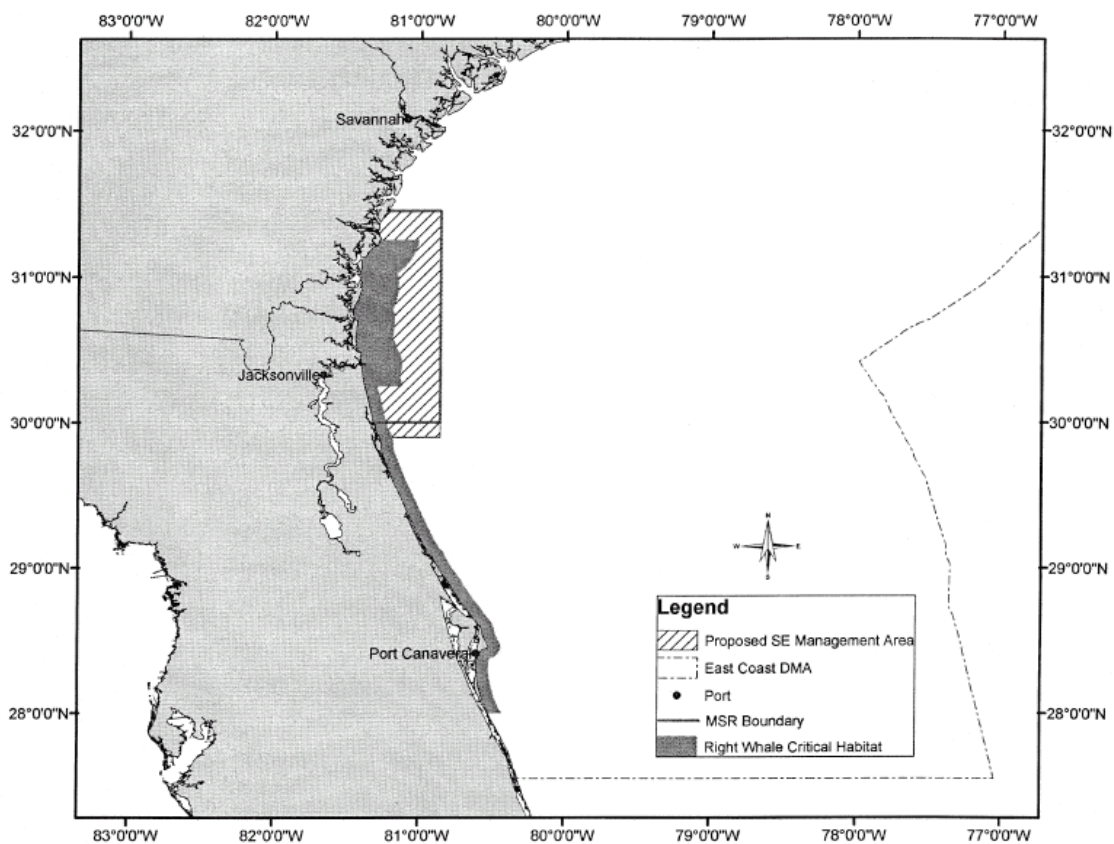 83°0'0"W 82°0'0"W 81°0'0"W 80°0'0"W 79°0'0"W 78°0'0"W 77°0'0"W
Savannah
32°0'0"N 32°0'0"N
31°0'0"N 31°0'0"N
Jacksonville
30°0'0"N 30°0'0"N
N
W E
S
29°0'0"N 29°0'0"N
Legend
Proposed SE Management Area
East Coast DMA
Port Canaveral
Port
MSR Boundary
28°0'0"N 28°0'0"N
Right Whale Critical Habitat
83°0'0"W 82°0'0"W 81°0'0"W 80°0'0"W 79°0'0"W 78°0'0"W 77°0'0"W